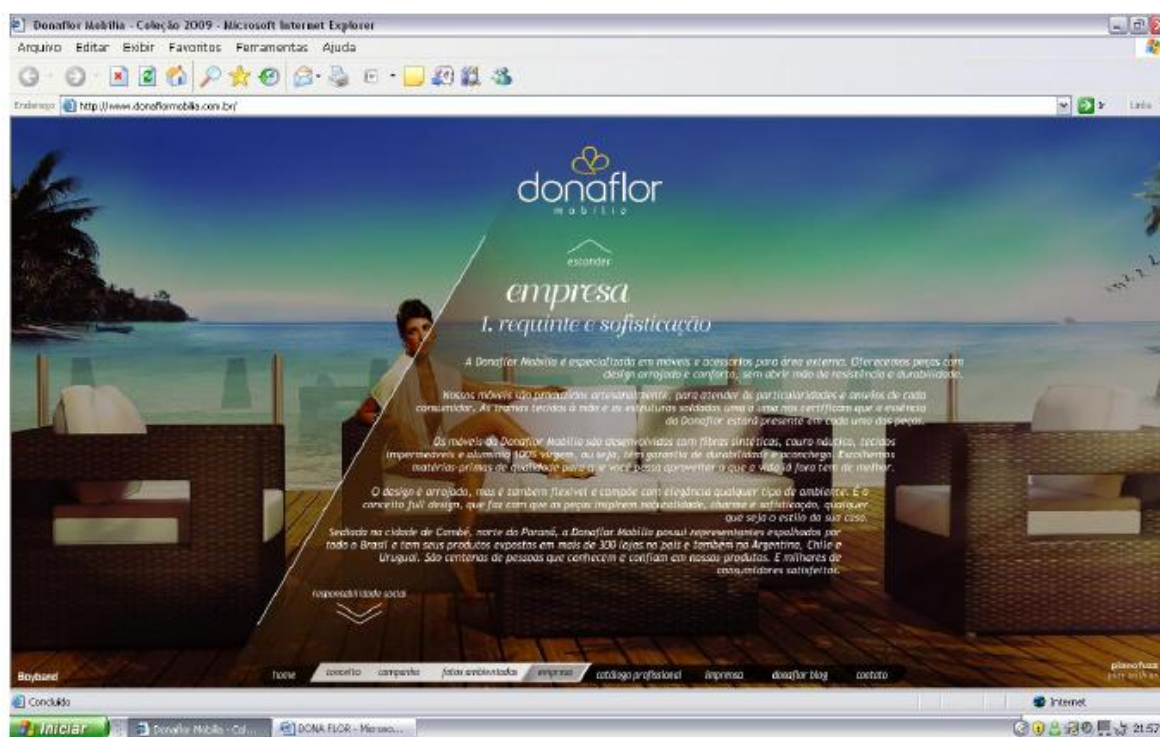 Donaflor Mobília - Coleção 2009 - Microsoft Internet Explorer
Arquivo Editar Exibir Favoritos Ferramentas Ajuda
Endereço http://www.donaflormobilia.com.br/ Ir Links
donaflor
mobília
esconder
empresa
1. requinte e sofisticação
A Donaflor Mobília é especializada em móveis e acessórios para área externa. Oferecemos peças com
design arrojado e conforto, sem abrir mão de resistência e durabilidade.
Nossos móveis são produzidos artesanalmente, para atender às particularidades e anseios de cada
consumidor. As tramas tecidas à mão e as estruturas soldadas uma a uma nos certificam que a essência
da Donaflor estará presente em cada uma das peças.
Os móveis da Donaflor Mobília são desenvolvidos com fibras sintéticas, couro náutico, tecidos
impermeáveis e alumínio 100% virgem, ou seja, têm garantia de durabilidade e aconchego. Escolhemos
matérias-primas de qualidade para que você possa aproveitar o que a vida lá fora tem de melhor.
O design é arrojado, mas é também flexível e compõe com elegância qualquer tipo de ambiente. É o
conceito full design, que faz com que as peças inspirem naturalidade, charme e sofisticação, qualquer
que seja o estilo da sua casa.
Sediada na cidade de Cambé, norte do Paraná, a Donaflor Mobília possui representantes espalhados por
todo o Brasil e tem seus produtos expostos em mais de 300 lojas no país e também na Argentina, Chile e
Uruguai. São centenas de pessoas que conhecem e confiam em nossos produtos. E milhares de
consumidores satisfeitos.
responsabilidade social
Boyband home conceito campanha fotos ambientadas empresa catálogo profissional imprensa donaflor blog contato
Concluído Internet
Iniciar Donaflor Mobília - Col... DONA FLOR - Microso... 21:57